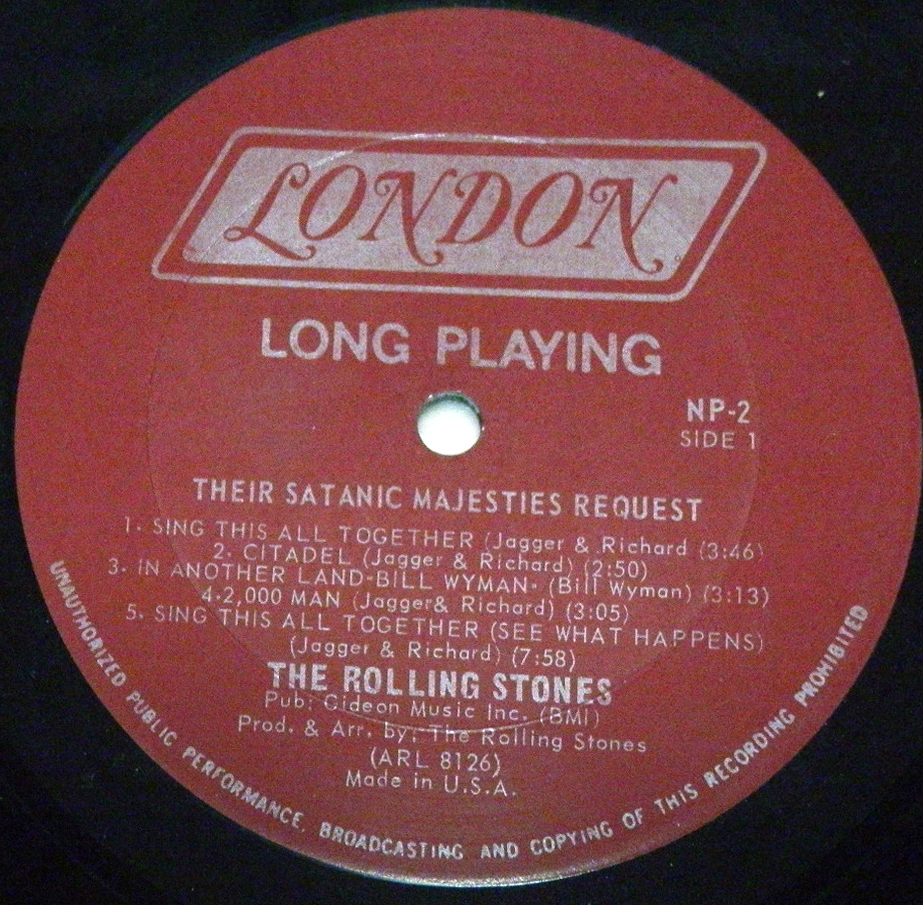 LONDON
LONG PLAYING
NP-2
SIDE 1
THEIR SATANIC MAJESTIES REQUEST
1. SING THIS ALL TOGETHER (Jagger & Richard (3:46)
2. CITADEL (Jagger & Richard) (2:50)
3. IN ANOTHER LAND-BILL WYMAN- (Bill Wyman) (3:13)
4-2,000 MAN (Jagger& Richard) (3:05)
5. SING THIS ALL TOGETHER (SEE WHAT HAPPENS)
(Jagger & Richard) (7:58)
THE ROLLING STONES
Pub: Gideon Music Inc. (BMI)
Prod. & Arr. by: The Rolling Stones
(ARL 8126)
Made in U.S.A.
UNAUTHORIZED PUBLIC PERFORMANCE, BROADCASTING AND COPYING OF THIS RECORDING PROHIBITED